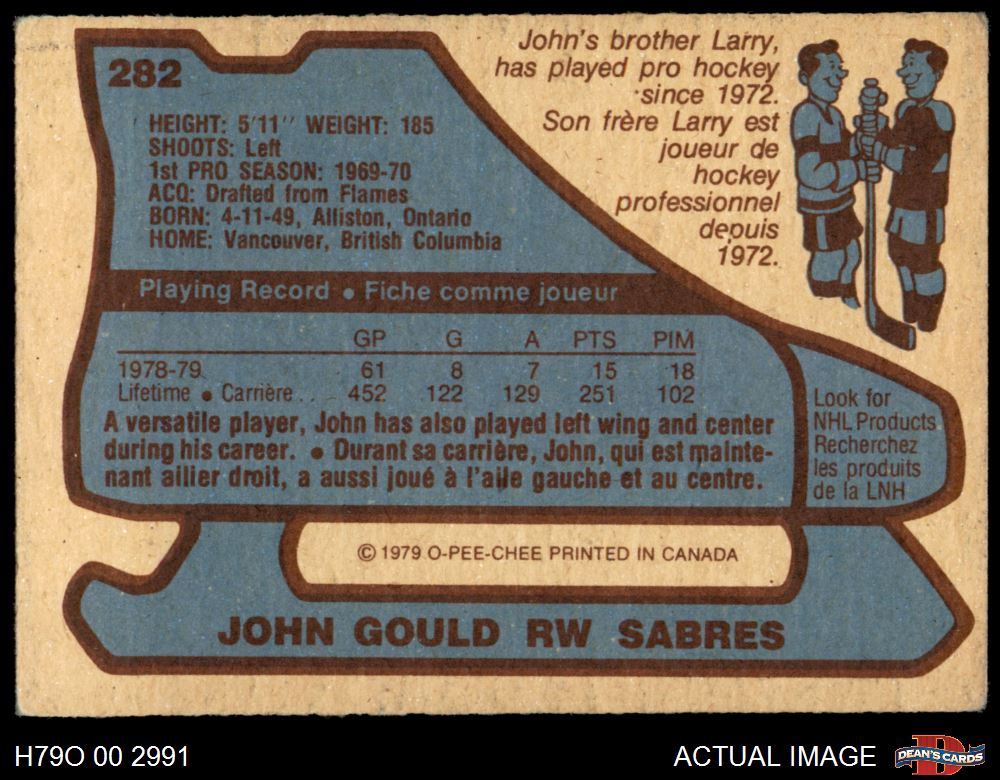 282
John's brother Larry,
has played pro hockey
since 1972.
Son frère Larry est
joueur de
hockey
professionnel
depuis
1972.
HEIGHT: 5'11" WEIGHT: 185
SHOOTS: Left
1st PRO SEASON: 1969-70
ACQ: Drafted from Flames
BORN: 4-11-49, Alliston, Ontario
HOME: Vancouver, British Columbia
Playing Record • Fiche comme joueur
GP G A PTS PIM
1978-79 61 8 7 15 18
Lifetime • Carrière . . 452 122 129 251 102
A versatile player, John has also played left wing and center
during his career. • Durant sa carrière, John, qui est mainte-
nant ailier droit, a aussi joué à l'aile gauche et au centre.
Look for
NHL Products
Recherchez
les produits
de la LNH
© 1979 O-PEE-CHEE PRINTED IN CANADA
JOHN GOULD RW SABRES
H79O 00 2991
ACTUAL IMAGE
D
DEAN'S CARDS